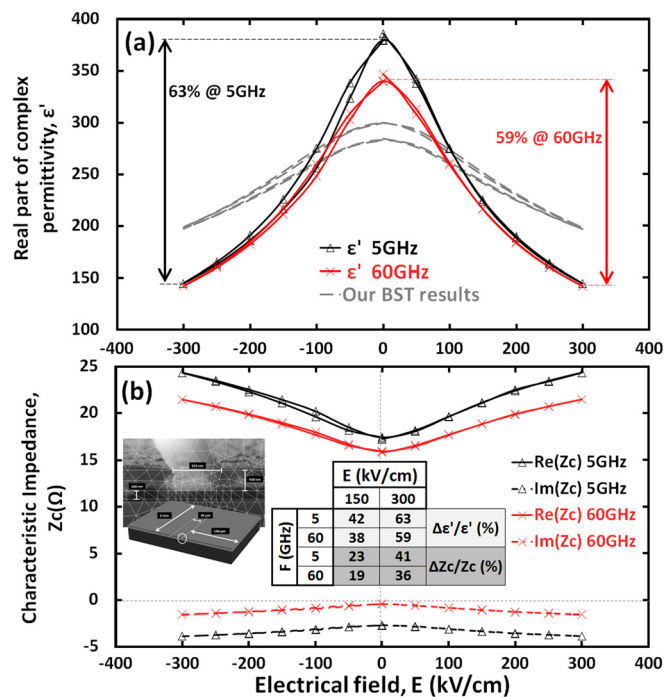 400
(a)
350
63% @ 5GHz
300
59% @ 60GHz
250
200
ε' 5GHz
ε' 60GHz
150
Our BST results
100
Real part of complex
permittivity, ε'
-400 -300 -200 -100 0 100 200 300 400
25
(b)
20
15
10
5
0
-5
Characteristic Impedance,
Zc(Ω)
Re(Zc) 5GHz
Im(Zc) 5GHz
Re(Zc) 60GHz
Im(Zc) 60GHz
E (kV/cm)
150 300
F (GHz)
5 42 63 Δε'/ε' (%)
60 38 59
5 23 41 ΔZc/Zc (%)
60 19 36
-400 -300 -200 -100 0 100 200 300 400
Electrical field, E (kV/cm)